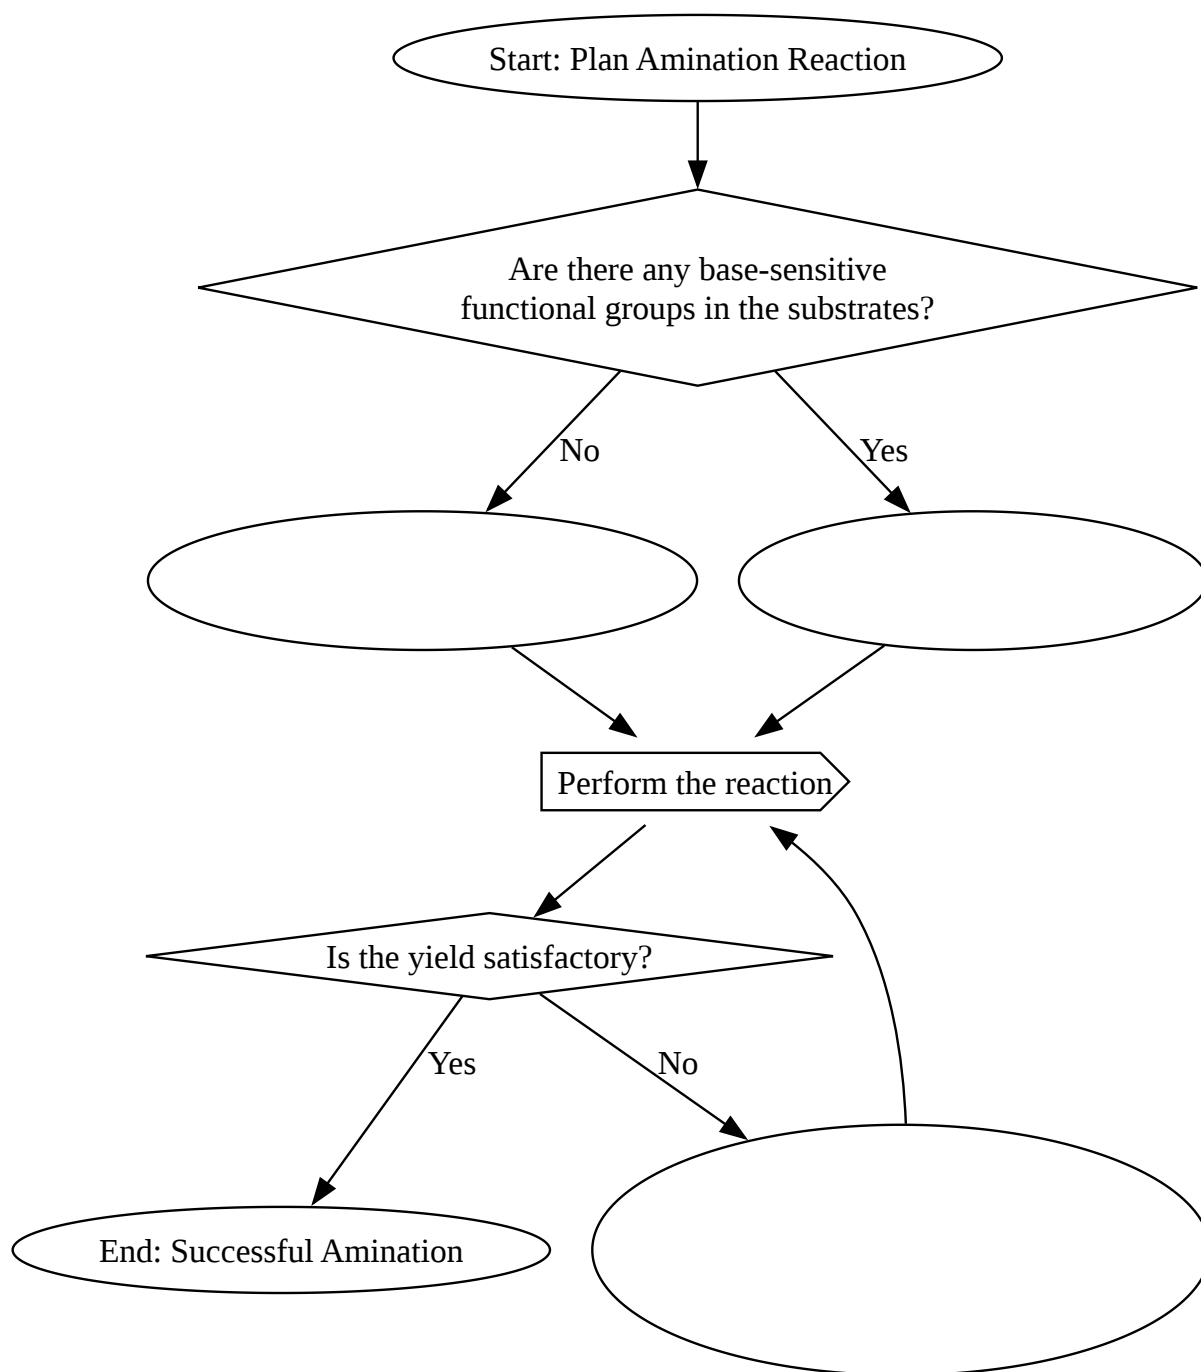 Start: Plan Amination Reaction
Are there any base-sensitive
functional groups in the substrates?
No
Yes
Perform the reaction
Is the yield satisfactory?
Yes
No
End: Successful Amination